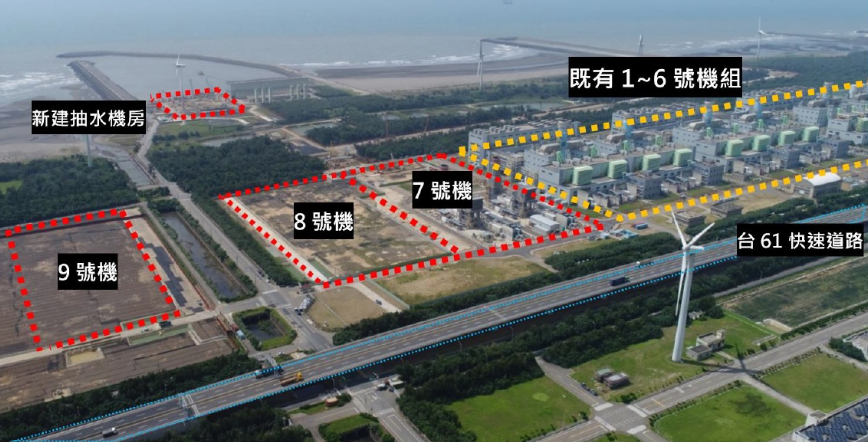 既有 1~6 號機組
新建抽水機房
7 號機
8 號機
9 號機
台 61 快速道路